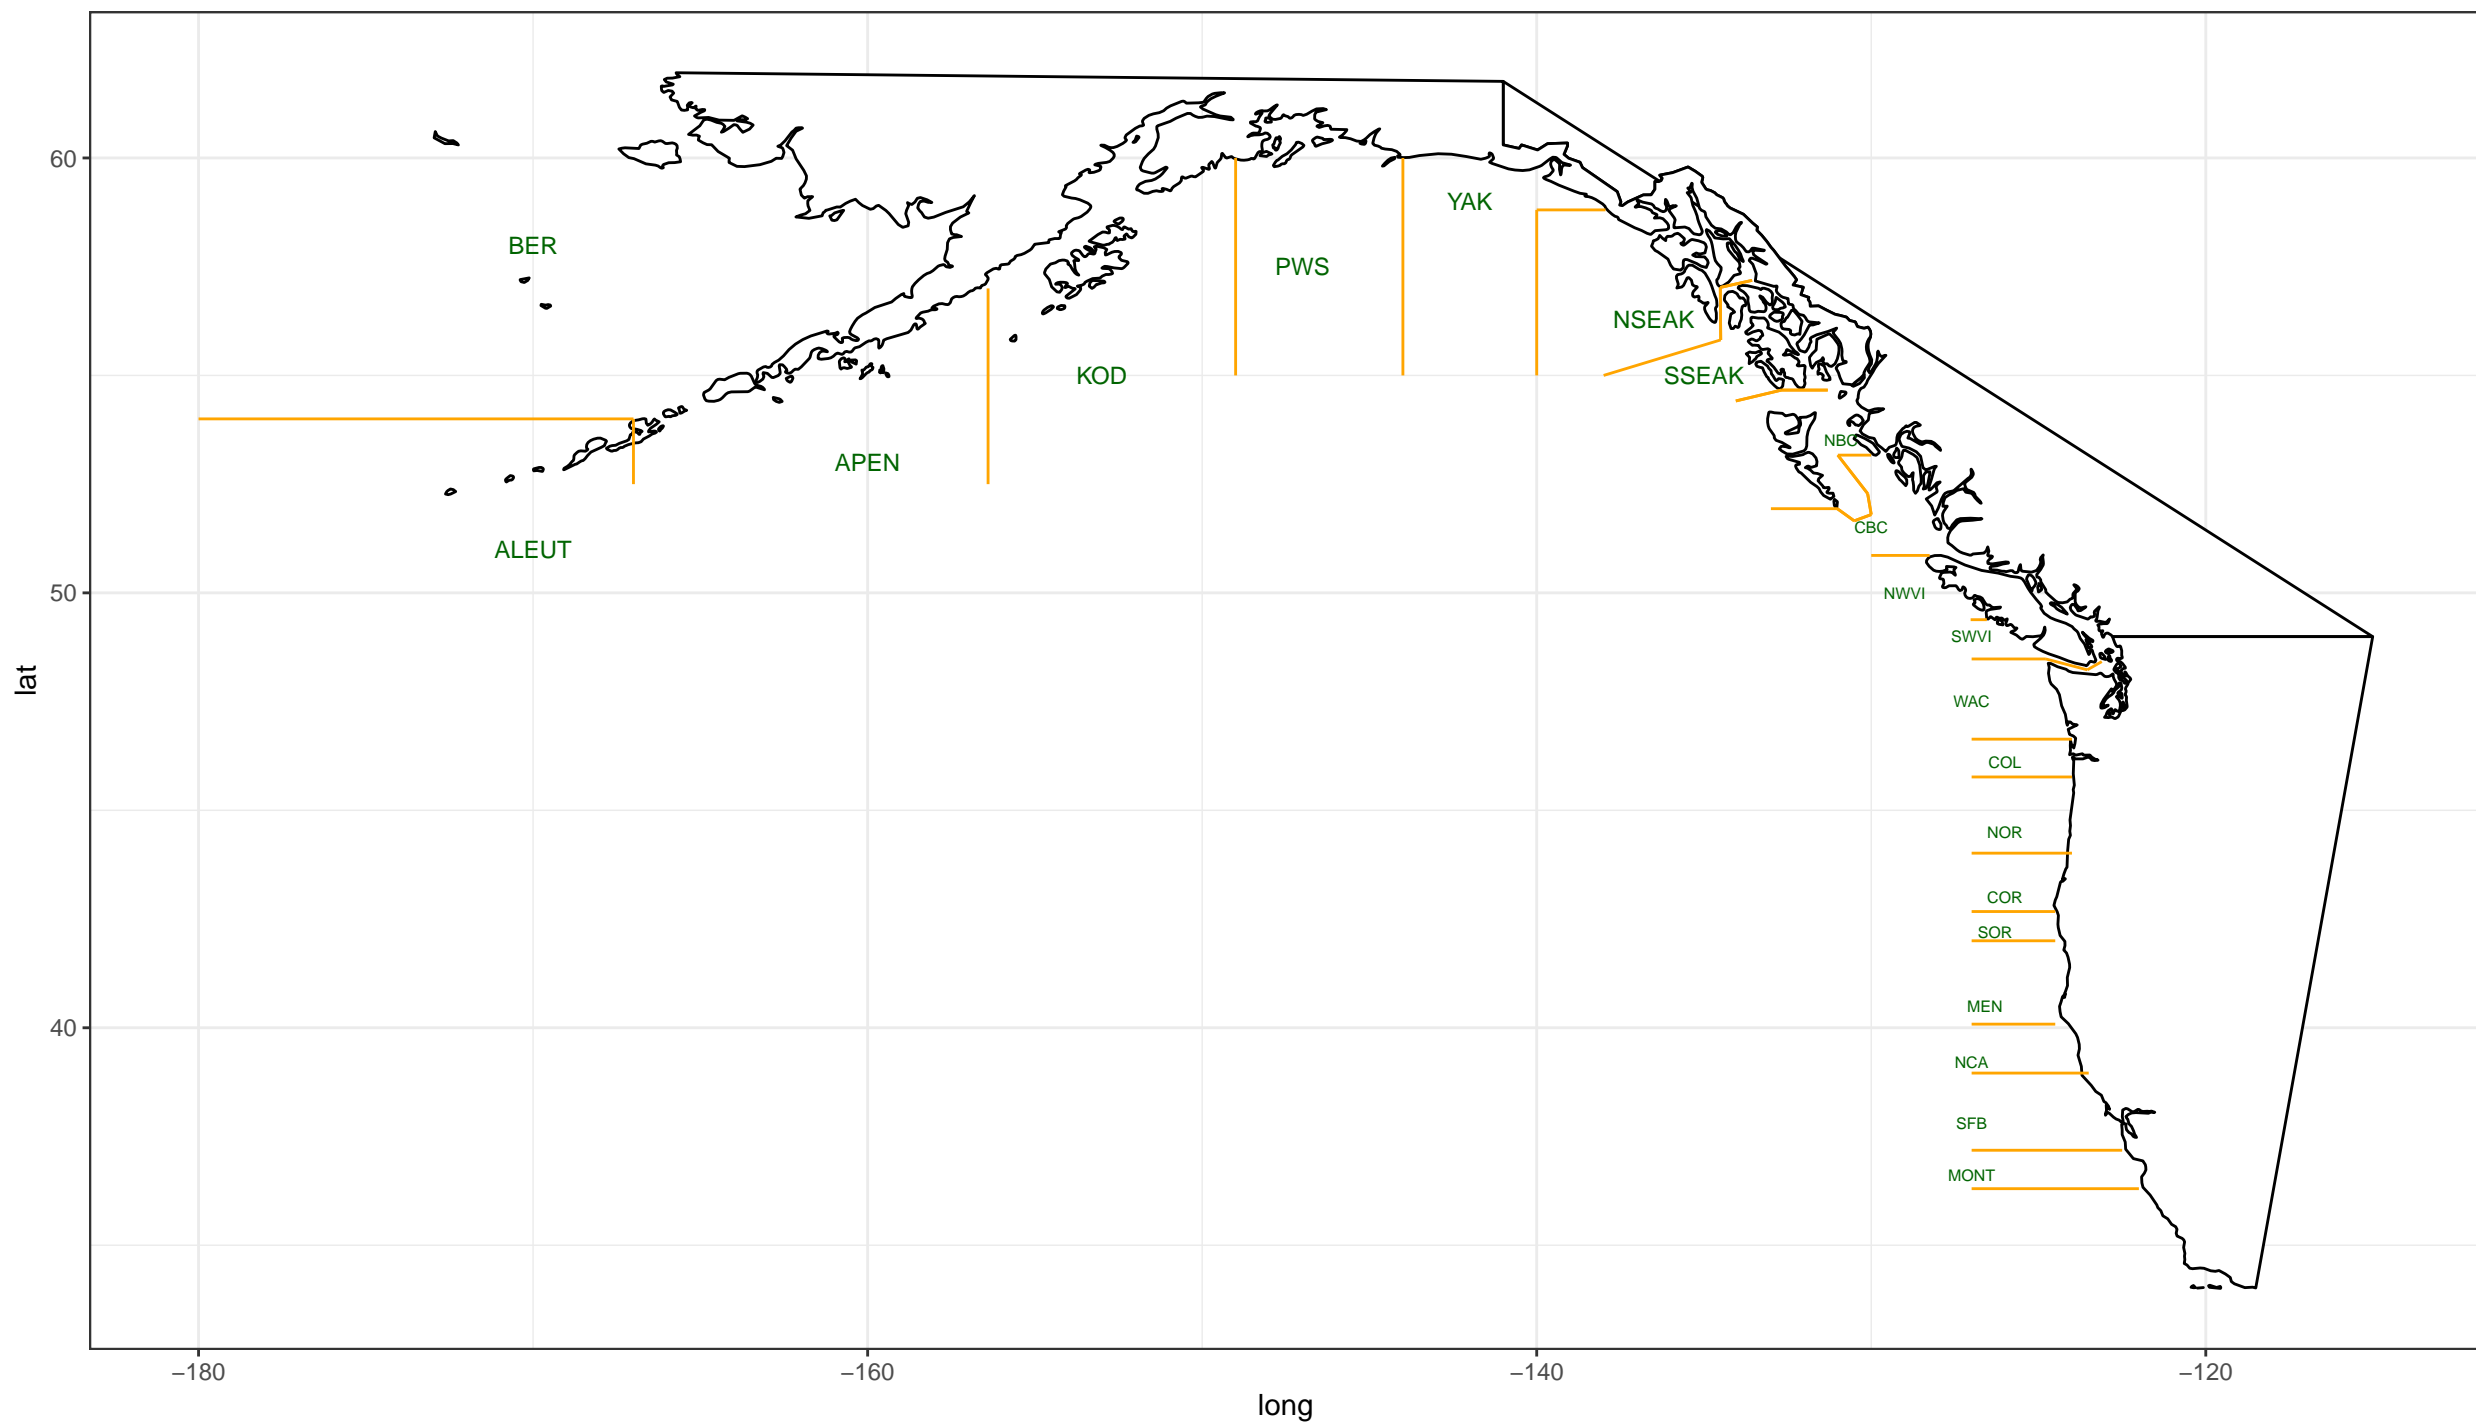 60
50
40
lat
BER
YAK
PWS
NSEAK
KOD
SSEAK
APEN
NBC
CBC
ALEUT
NWVI
SWVI
WAC
COL
NOR
COR
SOR
MEN
NCA
SFB
MONT
−180
−160
−140
−120
long